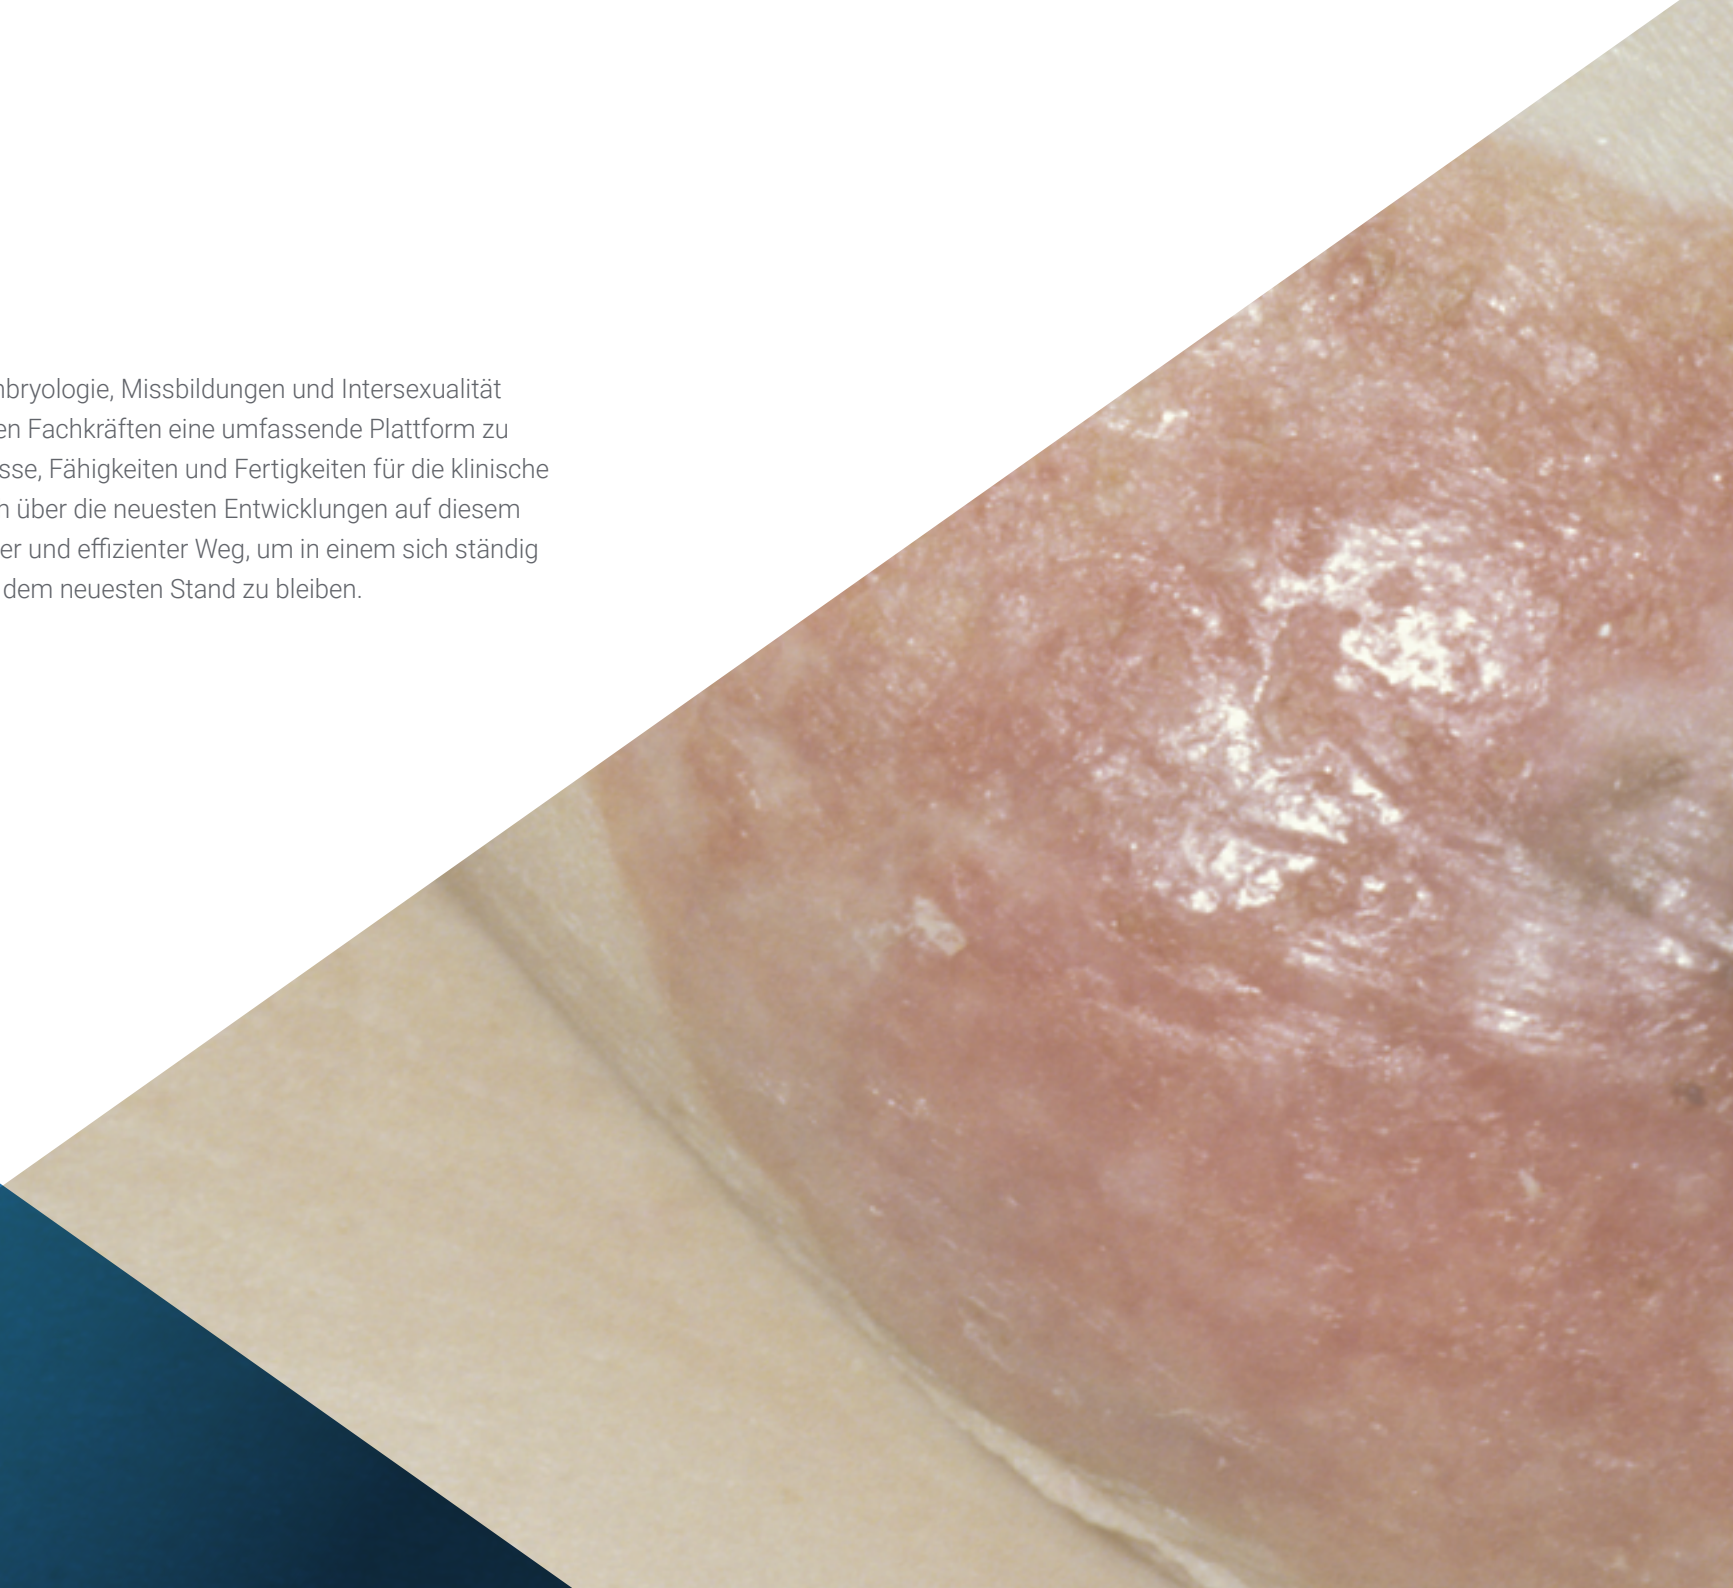 bryologie, Missbildungen und Intersexualität
en Fachkräften eine umfassende Plattform zu
sse, Fähigkeiten und Fertigkeiten für die klinische
n über die neuesten Entwicklungen auf diesem
er und effizienter Weg, um in einem sich ständig
dem neuesten Stand zu bleiben.